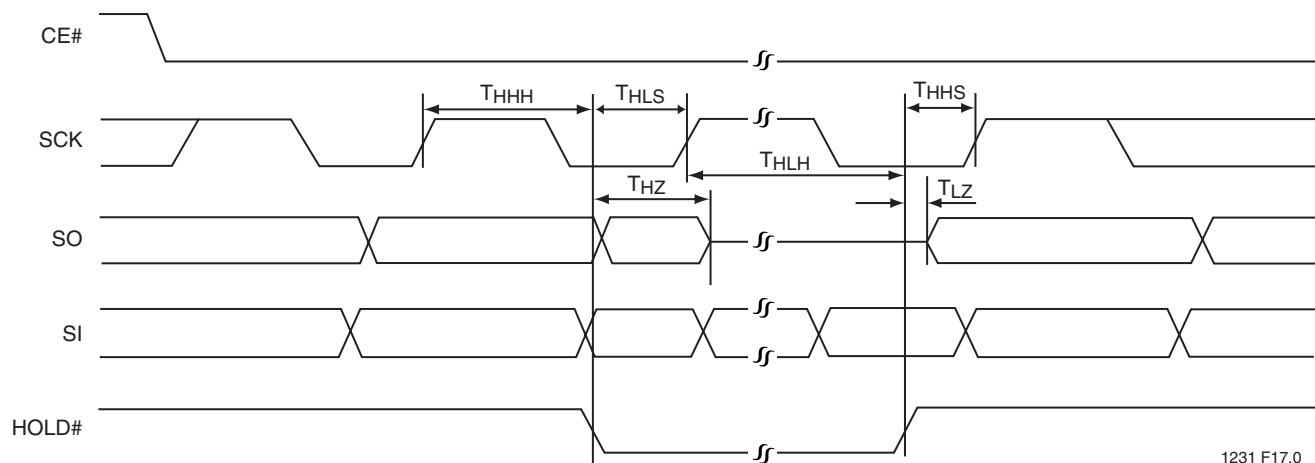 CE#
THHH
THLS
THHS
SCK
THLH
THZ
TLZ
SO
SI
HOLD#
1231 F17.0